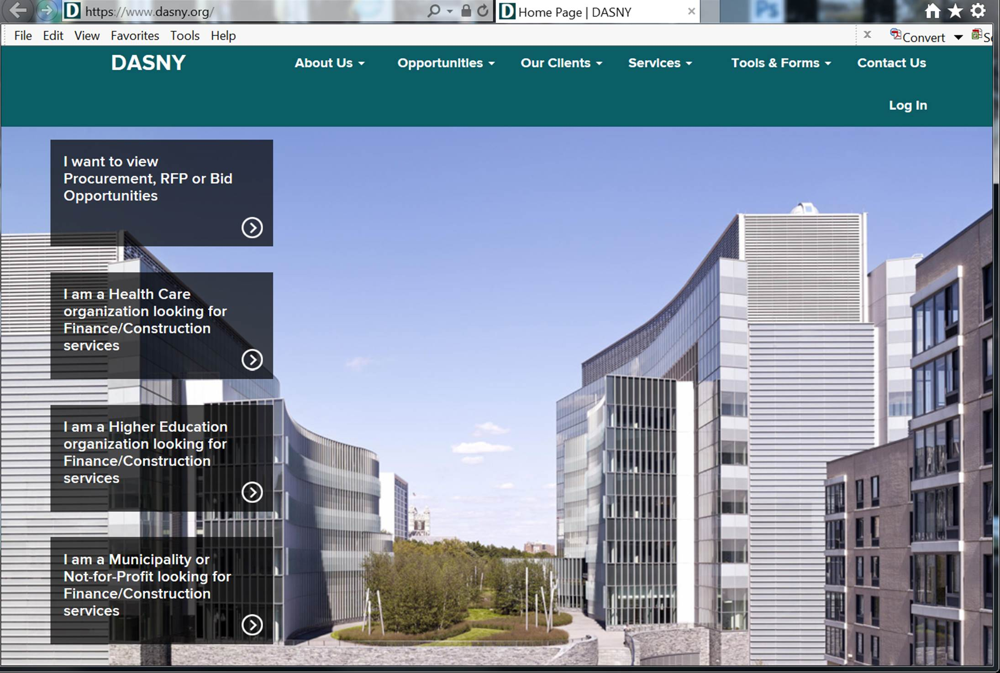 https://www.dasny.org/
D Home Page | DASNY
Ps
File Edit View Favorites Tools Help
x Convert Se
DASNY About Us Opportunities Our Clients Services Tools & Forms Contact Us
Log In
I want to view
Procurement, RFP or Bid
Opportunities
I am a Health Care
organization looking for
Finance/Construction
services
I am a Higher Education
organization looking for
Finance/Construction
services
I am a Municipality or
Not-for-Profit looking for
Finance/Construction
services